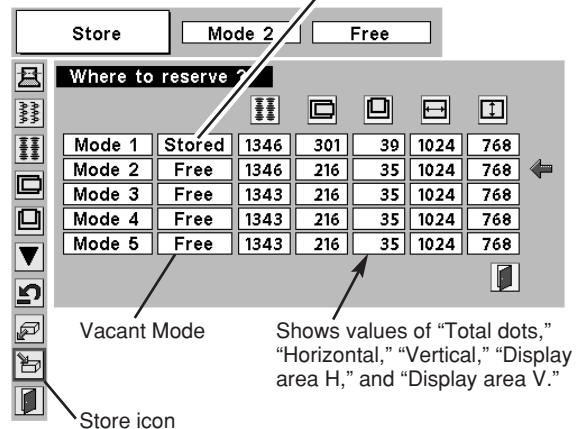 Store Mode 2 Free
Where to reserve ?
Mode 1 Stored 1346 301 39 1024 768
Mode 2 Free 1346 216 35 1024 768
Mode 3 Free 1343 216 35 1024 768
Mode 4 Free 1343 216 35 1024 768
Mode 5 Free 1343 216 35 1024 768
Vacant Mode
Shows values of “Total dots,”
“Horizontal,” “Vertical,” “Display
area H,” and “Display area V.”
Store icon